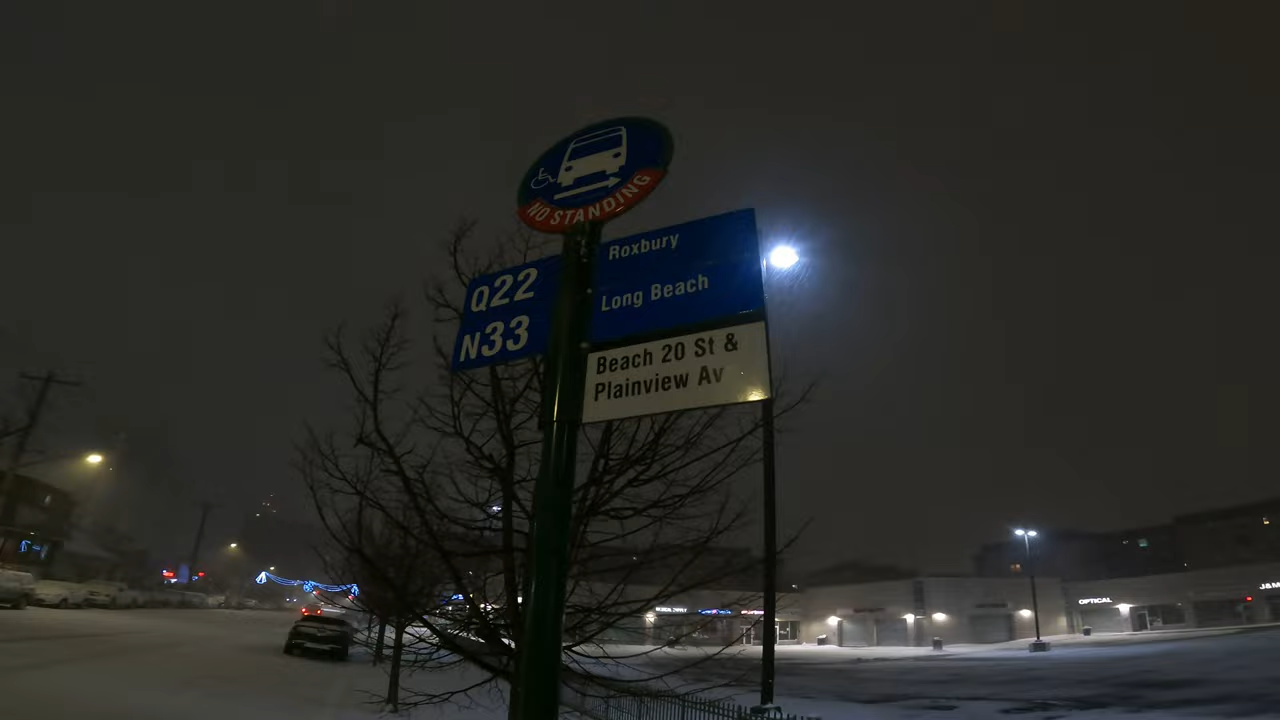 NO STANDING
Q22
Roxbury
N33
Long Beach
Beach 20 St &
Plainview Av
OPTICAL